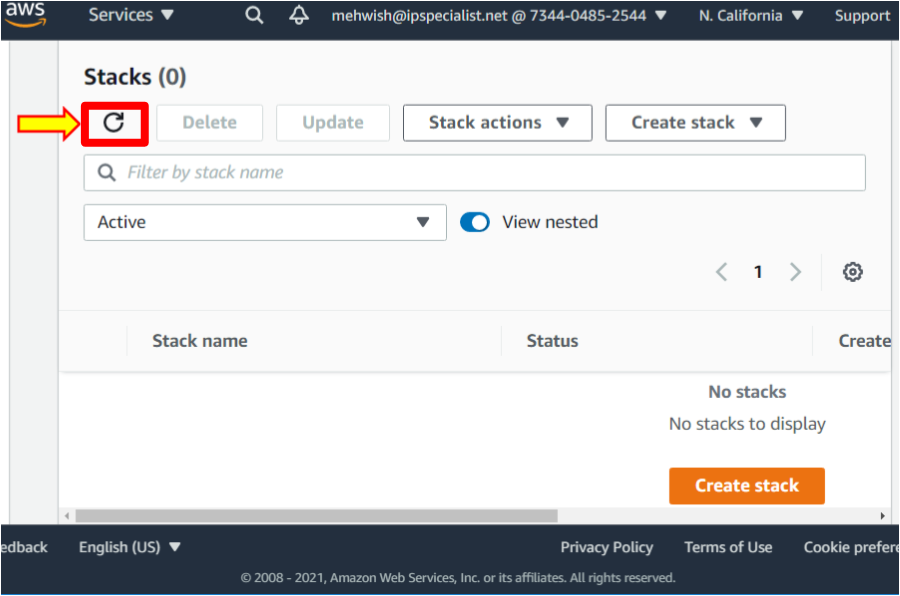 aws Services mehwish@ipspecialist.net @ 7344-0485-2544 N. California Support
Stacks (0)
Delete Update Stack actions Create stack
Filter by stack name
Active View nested
1
Stack name Status Create
No stacks
No stacks to display
Create stack
edback English (US) Privacy Policy Terms of Use Cookie prefere
© 2008 - 2021, Amazon Web Services, Inc. or its affiliates. All rights reserved.